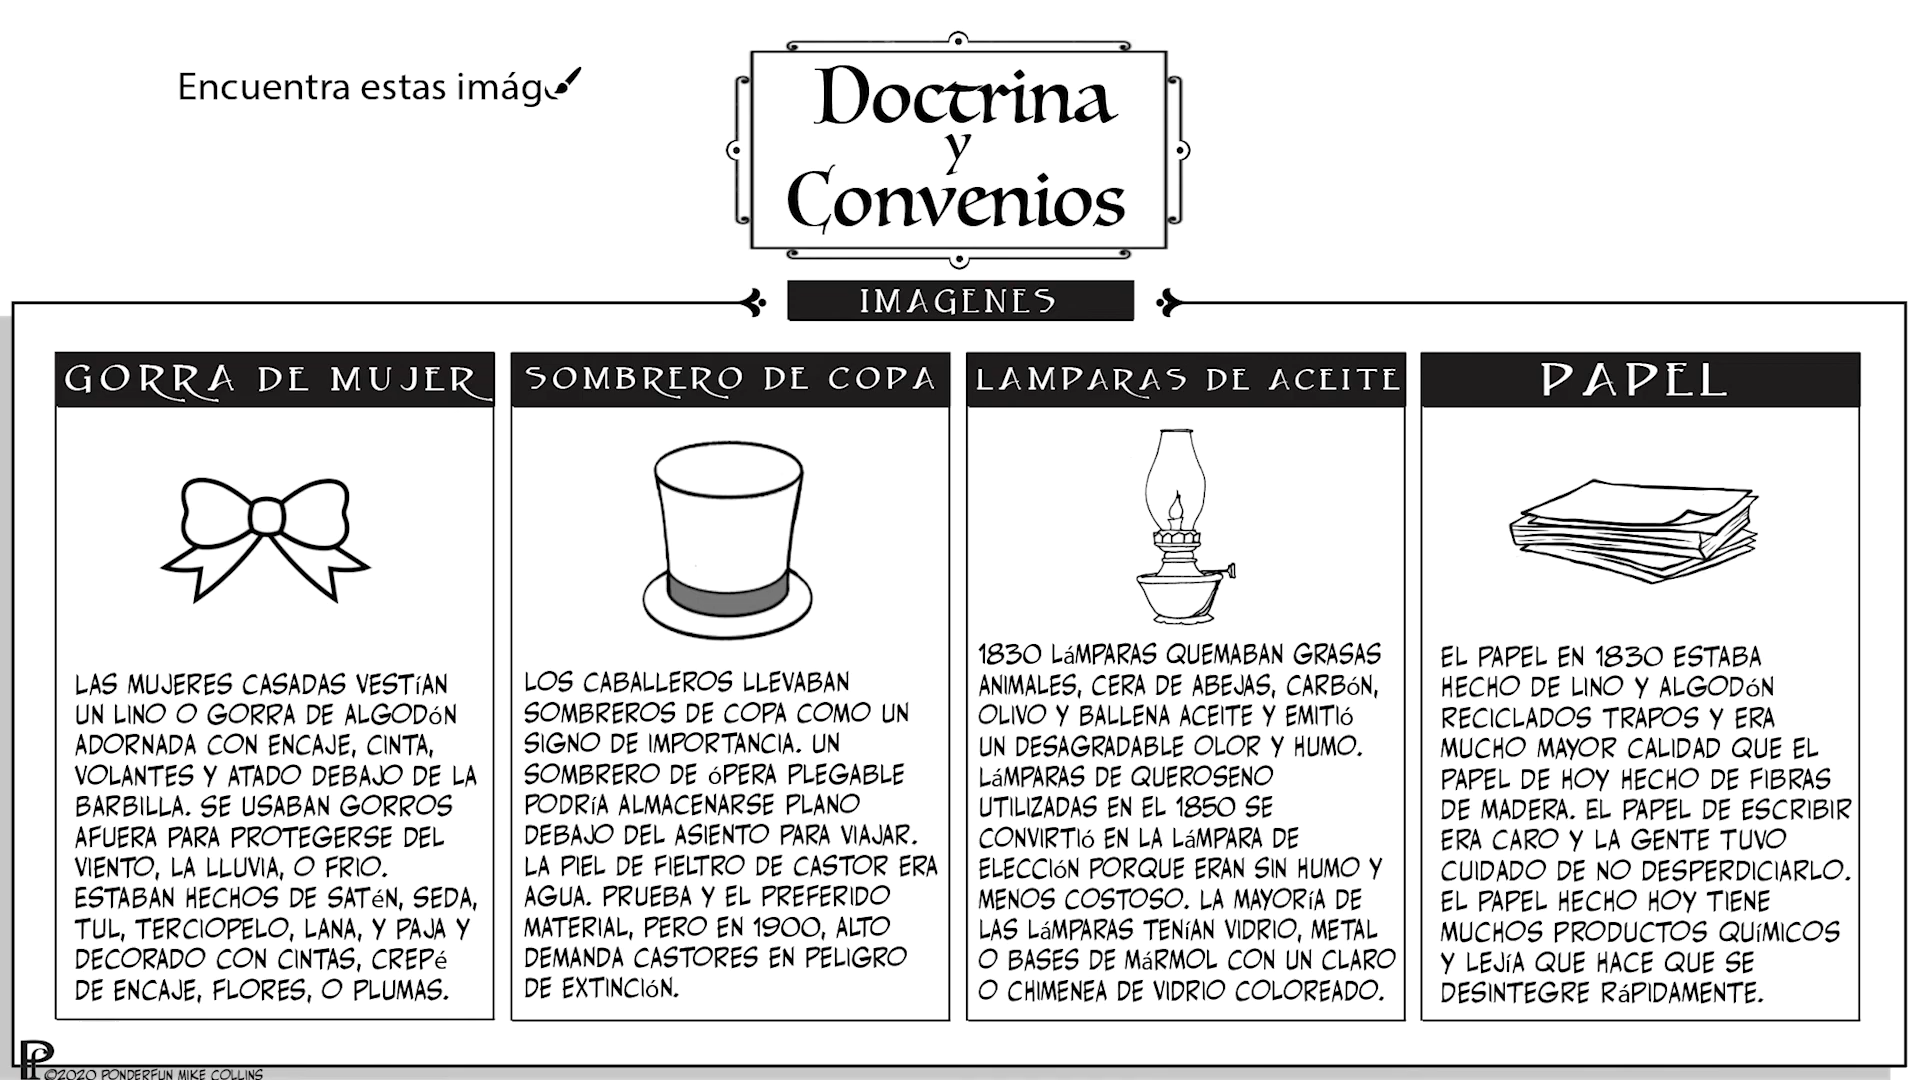 Encuentra estas imág
Doctrina
y
Convenios
IMAGENES
GORRA DE MUJER
LAS MUJERES CASADAS VESTíAN
UN LINO O GORRA DE ALGODóN
ADORNADA CON ENCAJE, CINTA,
VOLANTES Y ATADO DEBAJO DE LA
BARBILLA. SE USABAN GORROS
AFUERA PARA PROTEGERSE DEL
VIENTO, LA LLUVIA, O FRIO.
ESTABAN HECHOS DE SATéN, SEDA,
TUL, TERCIOPELO, LANA, Y PAJA Y
DECORADO CON CINTAS, CREPé
DE ENCAJE, FLORES, O PLUMAS.
SOMBRERO DE COPA
LOS CABALLEROS LLEVABAN
SOMBREROS DE COPA COMO UN
SIGNO DE IMPORTANCIA. UN
SOMBRERO DE óPERA PLEGABLE
PODRíA ALMACENARSE PLANO
DEBAJO DEL ASIENTO PARA VIAJAR.
LA PIEL DE FIELTRO DE CASTOR ERA
AGUA. PRUEBA Y EL PREFERIDO
MATERIAL, PERO EN 1900, ALTO
DEMANDA CASTORES EN PELIGRO
DE EXTINCIóN.
LAMPARAS DE ACEITE
1830 LáMPARAS QUEMABAN GRASAS
ANIMALES, CERA DE ABEJAS, CARBóN,
OLIVO Y BALLENA ACEITE Y EMITIó
UN DESAGRADABLE OLOR Y HUMO.
LáMPARAS DE QUEROSENO
UTILIZADAS EN EL 1850 SE
CONVIRTIó EN LA LáMPARA DE
ELECCIóN PORQUE ERAN SIN HUMO Y
MENOS COSTOSO. LA MAYORíA DE
LAS LáMPARAS TENíAN VIDRIO, METAL
O BASES DE MáRMOL CON UN CLARO
O CHIMENEA DE VIDRIO COLOREADO.
PAPEL
EL PAPEL EN 1830 ESTABA
HECHO DE LINO Y ALGODóN
RECICLADOS TRAPOS Y ERA
MUCHO MAYOR CALIDAD QUE EL
PAPEL DE HOY HECHO DE FIBRAS
DE MADERA. EL PAPEL DE ESCRIBIR
ERA CARO Y LA GENTE TUVO
CUIDADO DE NO DESPERDICIARLO.
EL PAPEL HECHO HOY TIENE
MUCHOS PRODUCTOS QUíMICOS
Y LEJíA QUE HACE QUE SE
DESINTEGRE RáPIDAMENTE.
©2020 PONDERFUN MIKE COLLINS